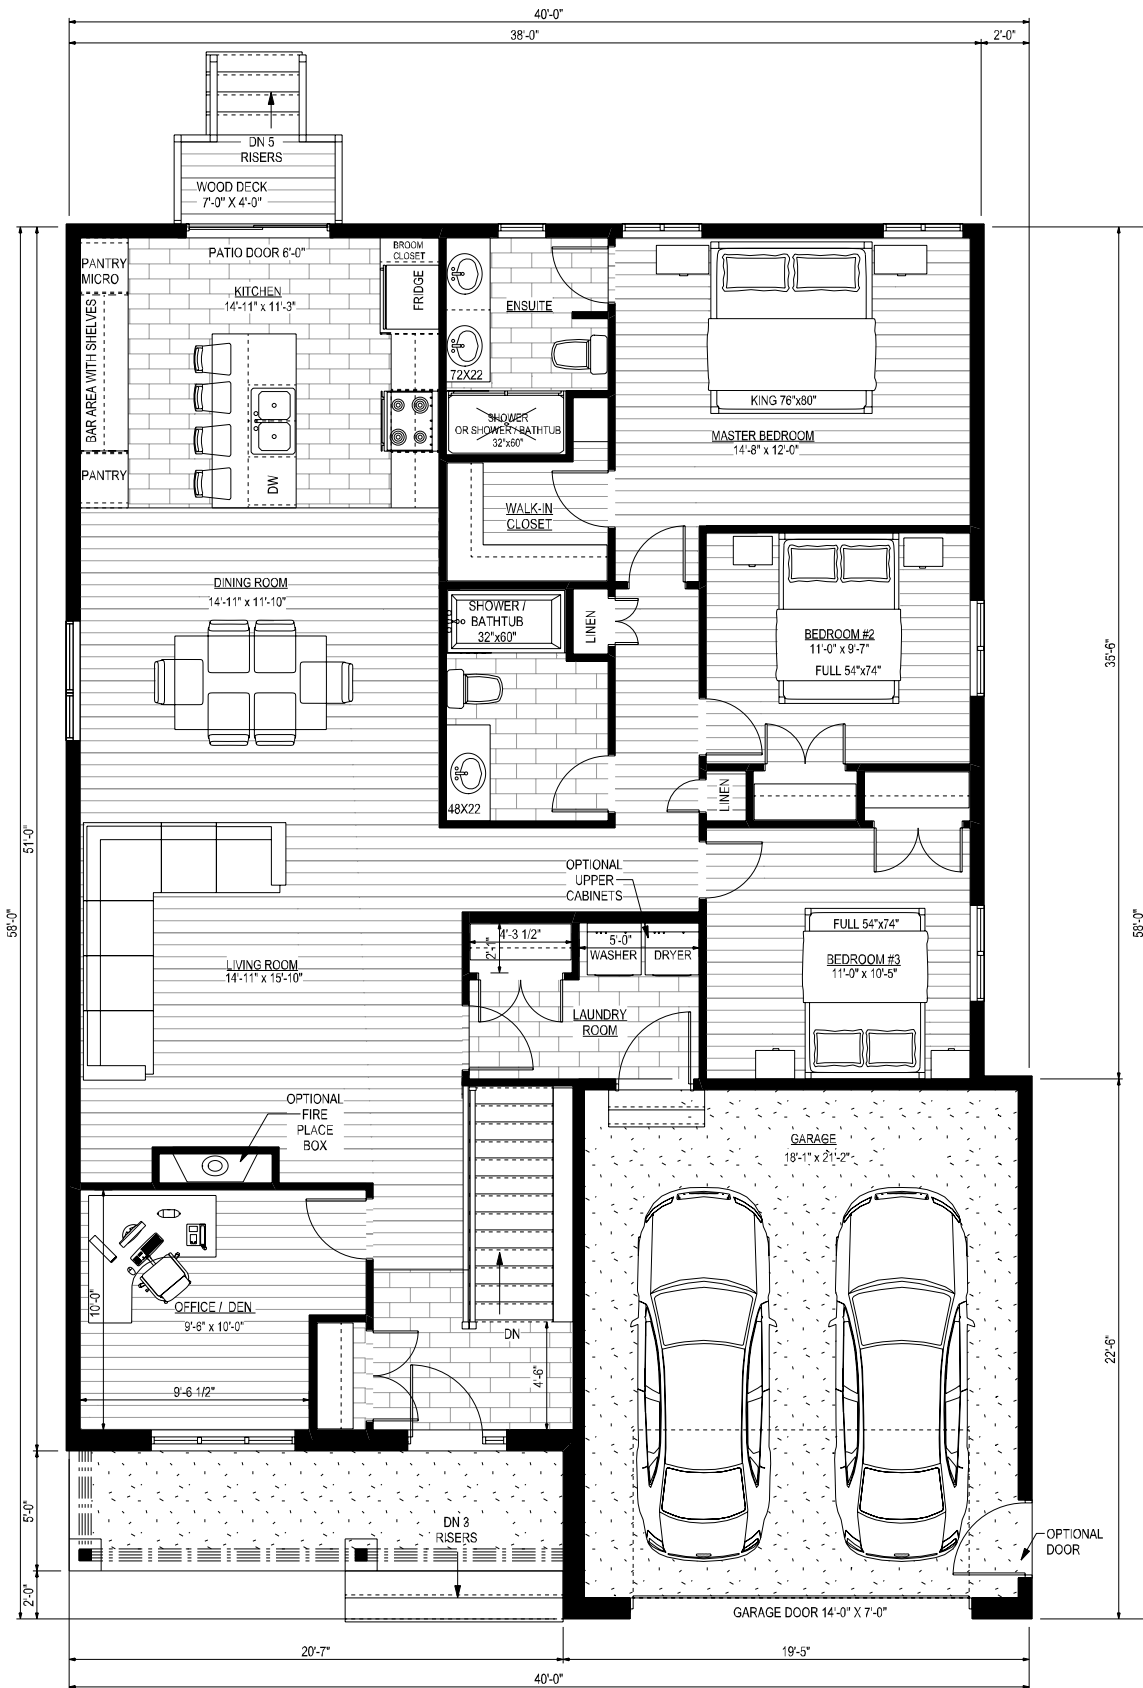 40'-0"
38'-0"
2'-0"
DN 5
RISERS
WOOD DECK
7'-0" X 4'-0"
PATIO DOOR 6'-0"
BROOM
CLOSET
PANTRY
MICRO
KITCHEN
14'-11" x 11'-3"
FRIDGE
ENSUITE
BAR AREA WITH SHELVES
72X22
KING 76"x80"
SHOWER
OR SHOWER / BATHTUB
32"x60"
MASTER BEDROOM
14'-8" x 12'-0"
PANTRY
DW
WALK-IN
CLOSET
DINING ROOM
14'-11" x 11'-10"
SHOWER /
BATHTUB
32"x60"
LINEN
BEDROOM #2
11'-0" x 9'-7"
FULL 54"x74"
35'-6"
48X22
LINEN
51'-0"
58'-0"
58'-0"
OPTIONAL
UPPER
CABINETS
4'-3 1/2"
5'-0"
WASHER
DRYER
FULL 54"x74"
BEDROOM #3
11'-0" x 10'-5"
LIVING ROOM
14'-11" x 15'-10"
LAUNDRY
ROOM
OPTIONAL
FIRE
PLACE
BOX
GARAGE
18'-1" x 21'-2"
10'-0"
OFFICE / DEN
9'-6" x 10'-0"
DN
22'-6"
4'-6"
9'-6 1/2"
5'-0"
DN 3
RISERS
OPTIONAL
DOOR
2'-0"
GARAGE DOOR 14'-0" X 7'-0"
20'-7"
19'-5"
40'-0"